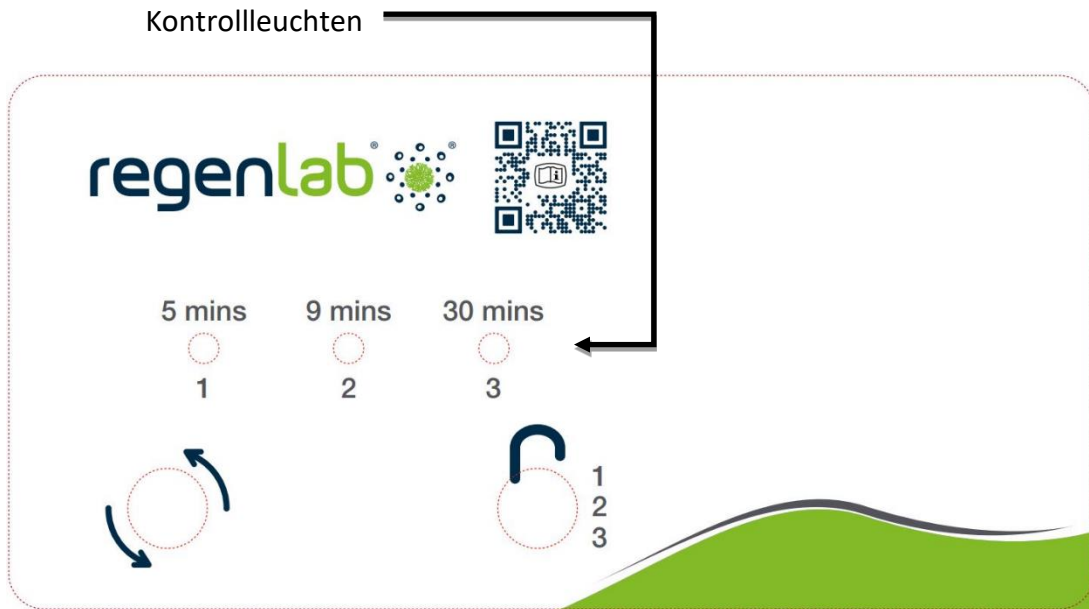 Kontrollleuchten
regenlab® ®
i
5 mins 9 mins 30 mins
1 2 3
1
2
3